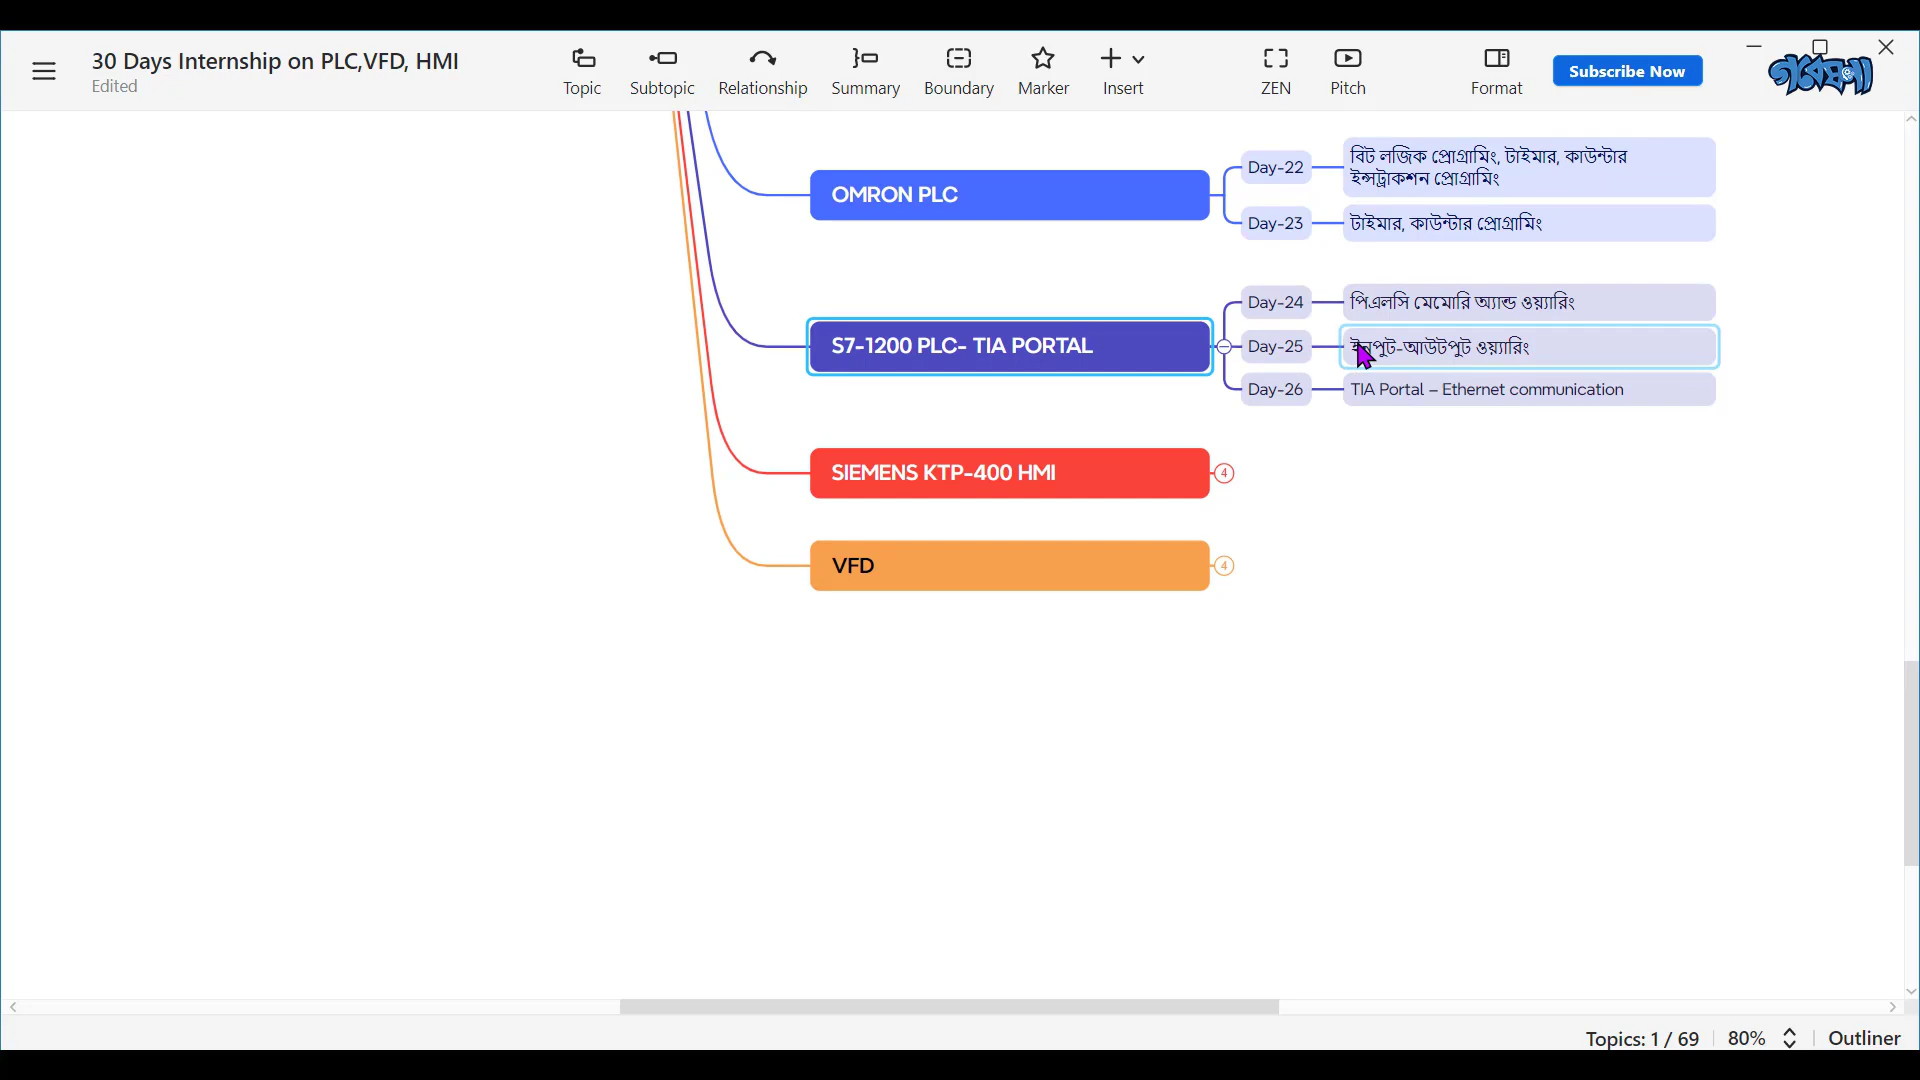 30 Days Internship on PLC,VFD, HMI
Edited
Topic
Subtopic
Relationship
Summary
Boundary
Marker
Insert
ZEN
Pitch
Format
Subscribe Now
গবেষণা
OMRON PLC
Day-22
বিট লজিক প্রোগ্রামিং, টাইমার, কাউন্টার
ইন্সট্রাকশন প্রোগ্রামিং
Day-23
টাইমার, কাউন্টার প্রোগ্রামিং
S7-1200 PLC- TIA PORTAL
Day-24
পিএলসি মেমোরি অ্যান্ড ওয়্যারিং
Day-25
ইনপুট-আউটপুট ওয়্যারিং
Day-26
TIA Portal – Ethernet communication
SIEMENS KTP-400 HMI
4
VFD
4
Topics: 1 / 69
80%
Outliner